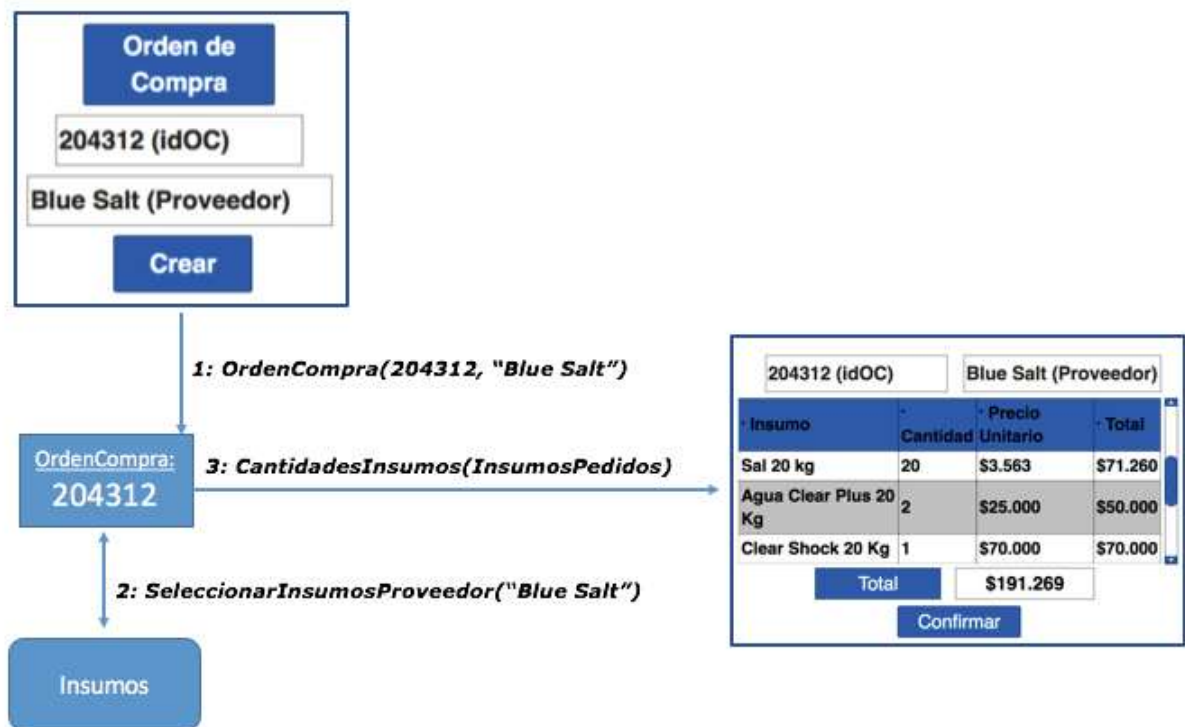 Orden de
Compra
204312 (idOC)
Blue Salt (Proveedor)
Crear
1: OrdenCompra(204312, “Blue Salt”)
OrdenCompra:
204312
3: CantidadesInsumos(InsumosPedidos)
2: SeleccionarInsumosProveedor(“Blue Salt”)
Insumos
204312 (idOC) Blue Salt (Proveedor)
Insumo Cantidad Precio Unitario Total
Sal 20 kg 20 $3.563 $71.260
Agua Clear Plus 20 Kg 2 $25.000 $50.000
Clear Shock 20 Kg 1 $70.000 $70.000
Total $191.269
Confirmar